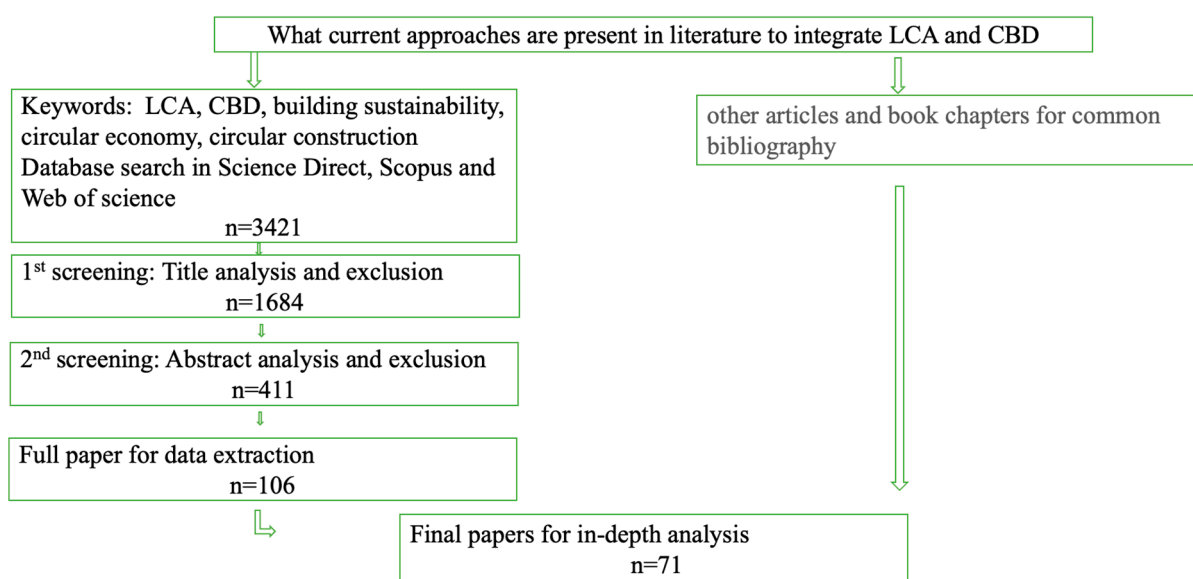 What current approaches are present in literature to integrate LCA and CBD
Keywords: LCA, CBD, building sustainability,
circular economy, circular construction
Database search in Science Direct, Scopus and
Web of science
n=3421
other articles and book chapters for common
bibliography
1st screening: Title analysis and exclusion
n=1684
2nd screening: Abstract analysis and exclusion
n=411
Full paper for data extraction
n=106
Final papers for in-depth analysis
n=71